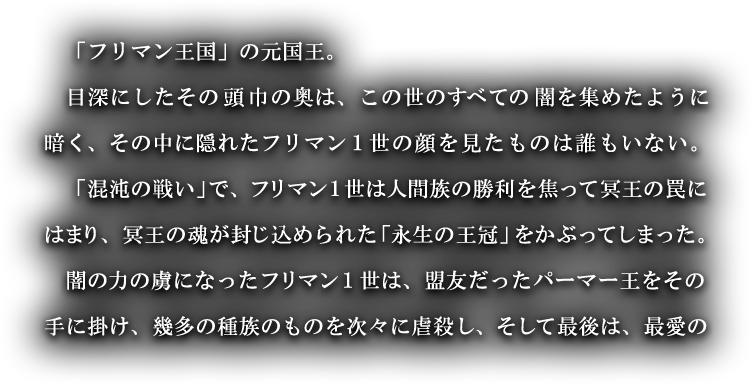 「フリマン王国」の元国王。
目深にしたその頭巾の奥は、この世のすべての闇を集めたように
暗く、その中に隠れたフリマン１世の顔を見たものは誰もいない。
「混沌の戦い」で、フリマン１世は人間族の勝利を焦って冥王の罠に
はまり、冥王の魂が封じ込められた「永生の王冠」をかぶってしまった。
闇の力の虜になったフリマン１世は、盟友だったパーマー王をその
手に掛け、幾多の種族のものを次々に虐殺し、そして最後は、最愛の